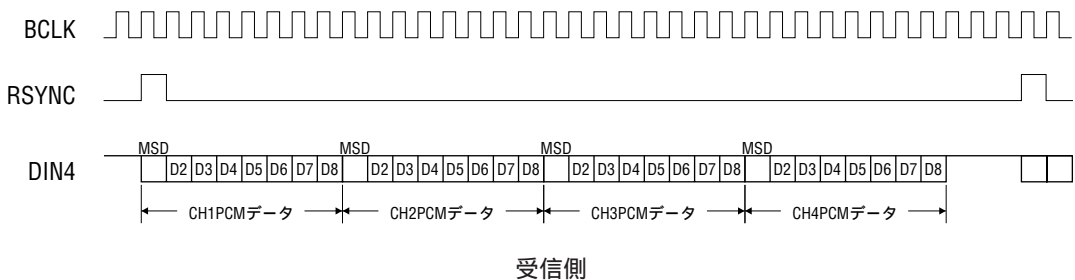 BCLK
RSYNC
MSD MSD MSD MSD
DIN4 D2 D3 D4 D5 D6 D7 D8 D2 D3 D4 D5 D6 D7 D8 D2 D3 D4 D5 D6 D7 D8 D2 D3 D4 D5 D6 D7 D8
CH1PCMデータ CH2PCMデータ CH3PCMデータ CH4PCMデータ
受信側